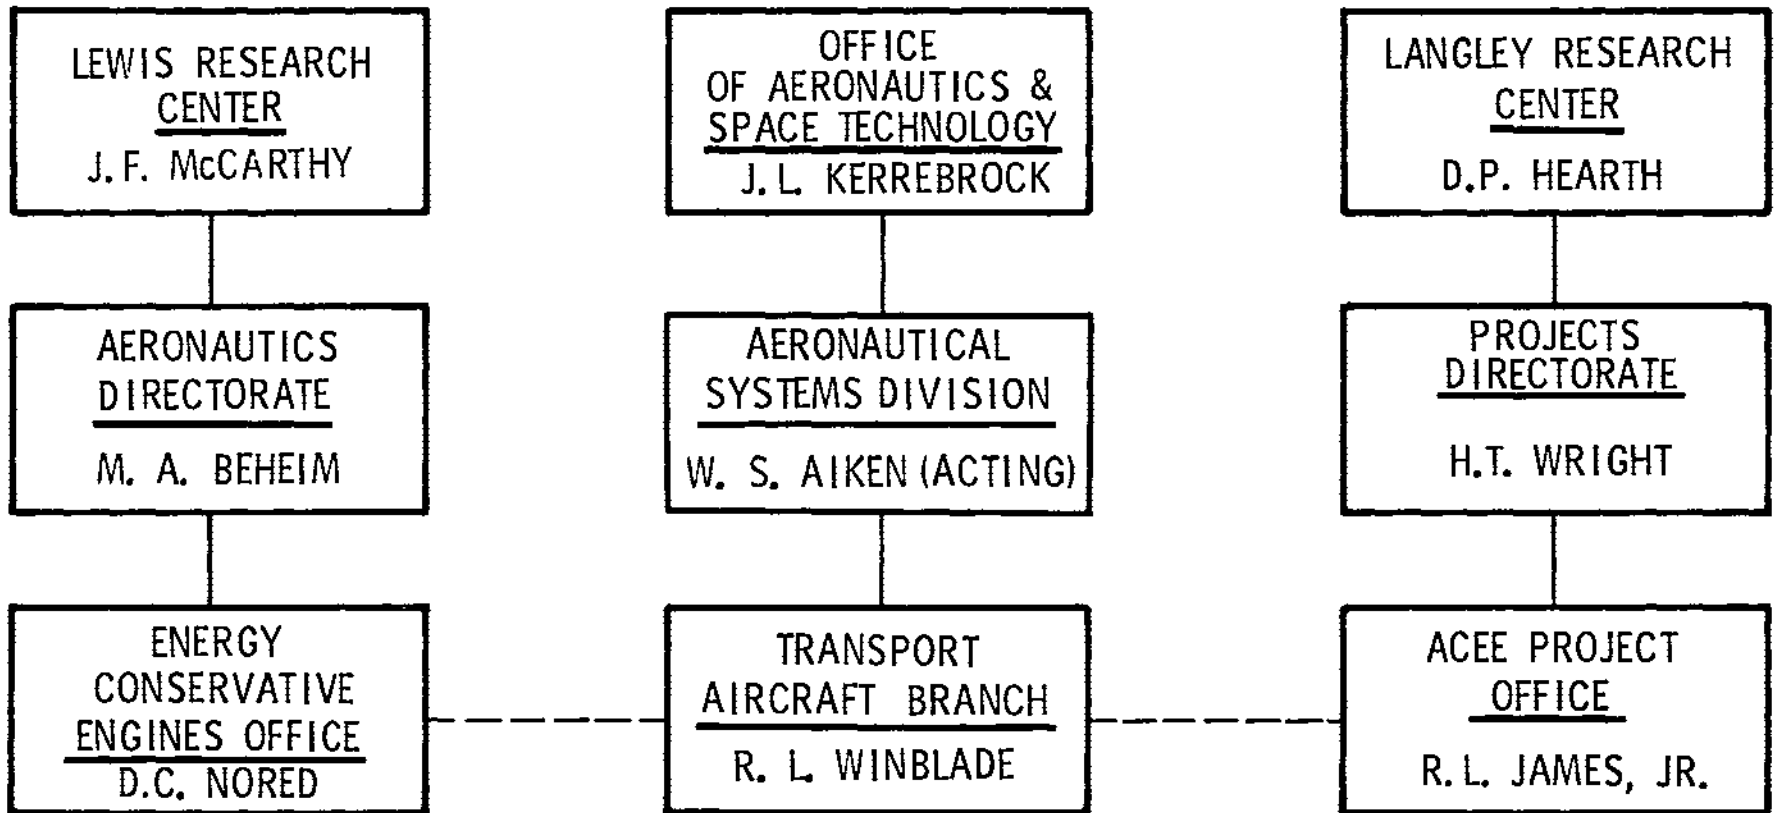 LEWIS RESEARCH
CENTER
J. F. McCARTHY
OFFICE
OF AERONAUTICS &
SPACE TECHNOLOGY
J. L. KERREBROCK
LANGLEY RESEARCH
CENTER
D.P. HEARTH
AERONAUTICS
DIRECTORATE
M. A. BEHEIM
AERONAUTICAL
SYSTEMS DIVISION
W. S. AIKEN (ACTING)
PROJECTS
DIRECTORATE
H.T. WRIGHT
ENERGY
CONSERVATIVE
ENGINES OFFICE
D.C. NORED
TRANSPORT
AIRCRAFT BRANCH
R. L. WINBLADE
ACEE PROJECT
OFFICE
R. L. JAMES, JR.